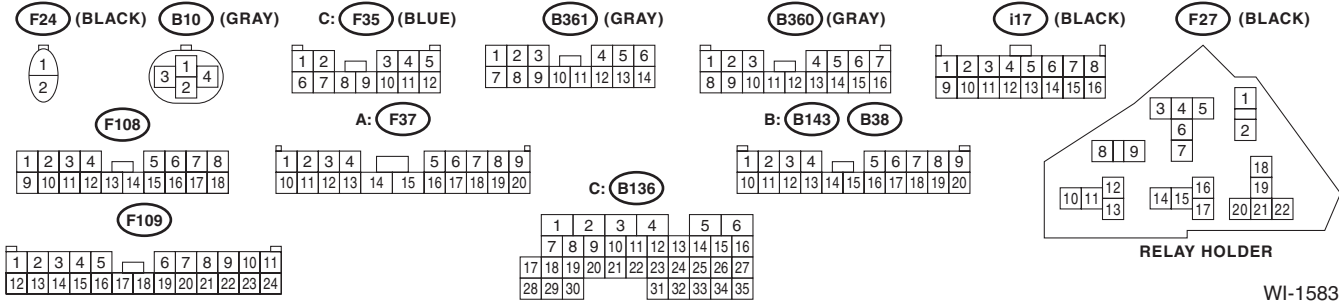 F24 (BLACK)
B10 (GRAY)
C: F35 (BLUE)
B361 (GRAY)
B360 (GRAY)
i17 (BLACK)
F27 (BLACK)
1
2
1
3 4
2
1 2 3 4 5
6 7 8 9 10 11 12
1 2 3 4 5 6
7 8 9 10 11 12 13 14
1 2 3 4 5 6 7
8 9 10 11 12 13 14 15 16
1 2 3 4 5 6 7 8
9 10 11 12 13 14 15 16
3 4 5
6
7
1
2
8 9
10 11 12
13
14 15 16
17
18
19
20 21 22
RELAY HOLDER
F108
1 2 3 4 5 6 7 8
9 10 11 12 13 14 15 16 17 18
A: F37
1 2 3 4 5 6 7 8 9
10 11 12 13 14 15 16 17 18 19 20
B: B143 B38
1 2 3 4 5 6 7 8 9
10 11 12 13 14 15 16 17 18 19 20
F109
1 2 3 4 5 6 7 8 9 10 11
12 13 14 15 16 17 18 19 20 21 22 23 24
C: B136
1 2 3 4 5 6
7 8 9 10 11 12 13 14 15 16
17 18 19 20 21 22 23 24 25 26 27
28 29 30 31 32 33 34 35
WI-1583